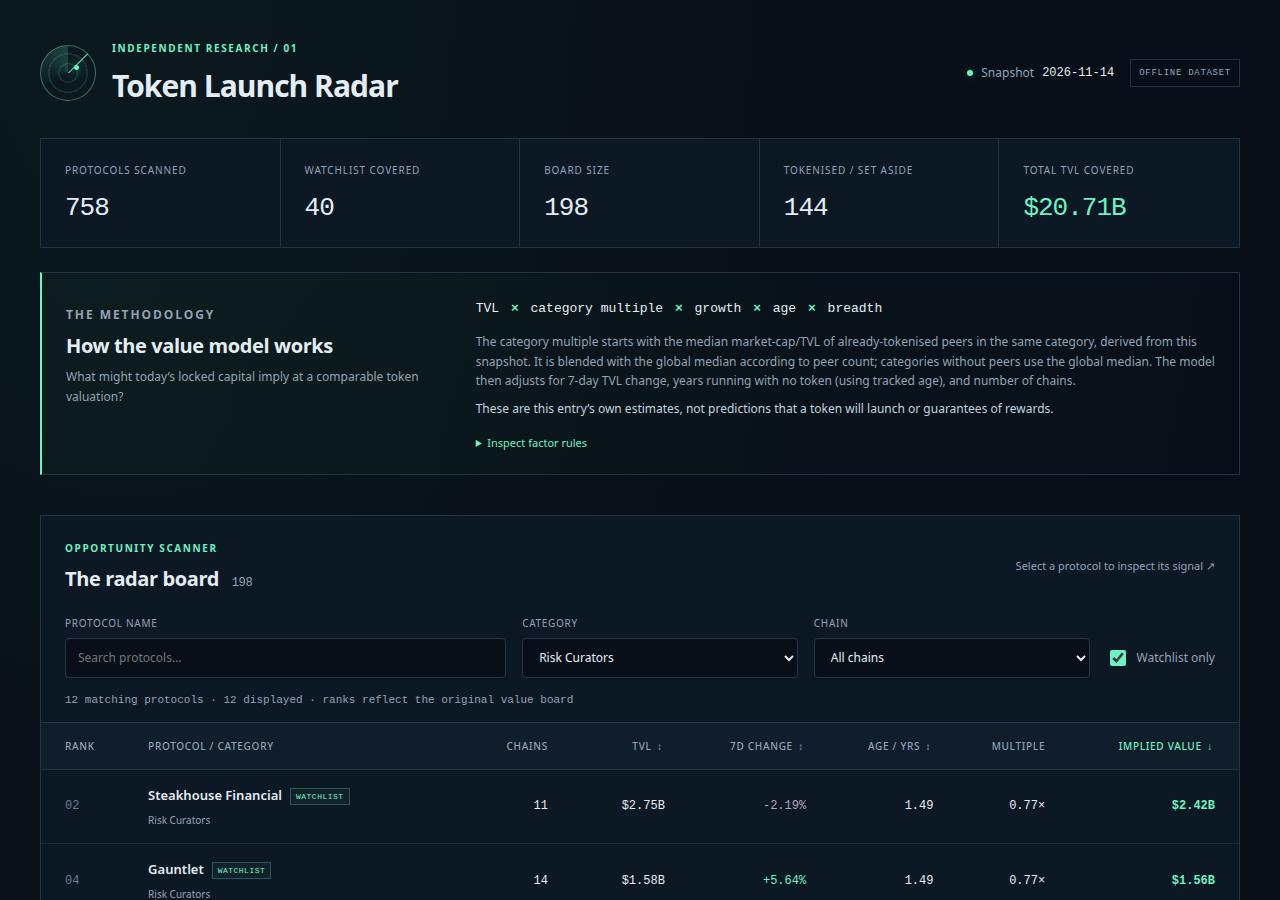 INDEPENDENT RESEARCH / 01
Token Launch Radar
Snapshot 2026-11-14
OFFLINE DATASET
PROTOCOLS SCANNED
758
WATCHLIST COVERED
40
BOARD SIZE
198
TOKENISED / SET ASIDE
144
TOTAL TVL COVERED
$20.71B
THE METHODOLOGY
How the value model works
What might today’s locked capital imply at a comparable token
valuation?
TVL × category multiple × growth × age × breadth
The category multiple starts with the median market-cap/TVL of already-tokenised peers in the same category, derived from this
snapshot. It is blended with the global median according to peer count; categories without peers use the global median. The model
then adjusts for 7-day TVL change, years running with no token (using tracked age), and number of chains.
These are this entry’s own estimates, not predictions that a token will launch or guarantees of rewards.
▶ Inspect factor rules
OPPORTUNITY SCANNER
The radar board 198
Select a protocol to inspect its signal ↗
PROTOCOL NAME
Search protocols…
CATEGORY
Risk Curators
CHAIN
All chains
Watchlist only
12 matching protocols · 12 displayed · ranks reflect the original value board
RANK PROTOCOL / CATEGORY CHAINS TVL ↕ 7D CHANGE ↕ AGE / YRS ↕ MULTIPLE IMPLIED VALUE ↓
02 Steakhouse Financial WATCHLIST 11 $2.75B -2.19% 1.49 0.77× $2.42B
Risk Curators
04 Gauntlet WATCHLIST 14 $1.58B +5.64% 1.49 0.77× $1.56B
Risk Curators